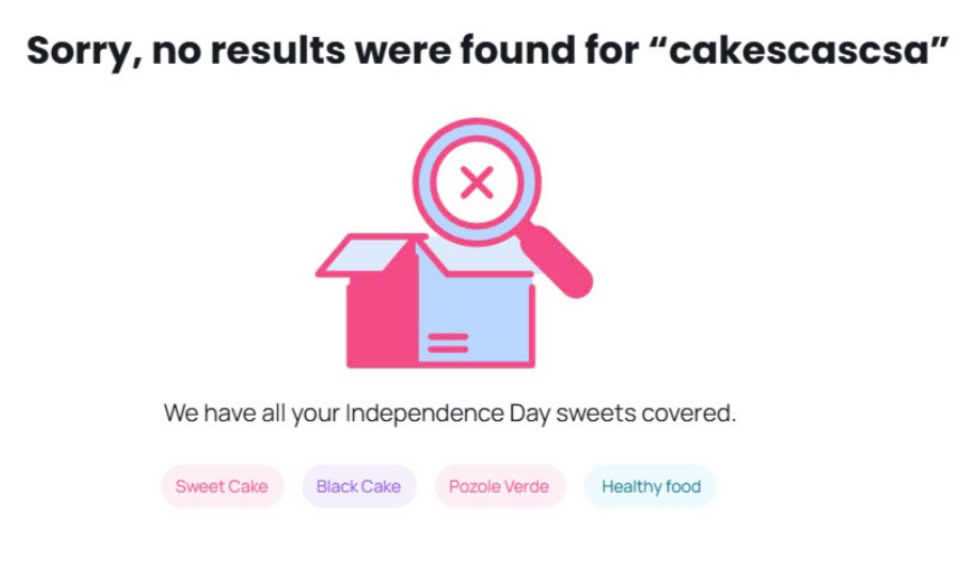 Sorry, no results were found for “cakescascsa”
We have all your Independence Day sweets covered.
Sweet Cake
Black Cake
Pozole Verde
Healthy food